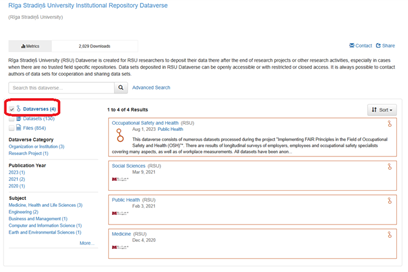 Rīga Stradiņš University Institutional Repository Dataverse
(Rīga Stradiņš University)
Metrics
2,629 Downloads
Contact
Share
Rīga Stradiņš University (RSU) Dataverse is created for RSU researchers to deposit their data there after the end of research projects or other research activities, especially in cases
when there are no trusted field specific repositories. Data sets deposited in RSU Dataverse can be openly accessible or with restricted or closed access. It is always possible to contact
authors of data sets for cooperation and sharing data sets.
Search this dataverse...
Advanced Search
Dataverses (4)
Datasets (130)
Files (654)
Dataverse Category
Organization or Institution (3)
Research Project (1)
Publication Year
2023 (1)
2021 (2)
2020 (1)
Subject
Medicine, Health and Life Sciences (3)
Engineering (2)
Business and Management (1)
Computer and Information Science (1)
Earth and Environmental Sciences (1)
More...
1 to 4 of 4 Results
Sort
Occupational Safety and Health (RSU)
Aug 1, 2023 Public Health
This dataverse consists of numerous datasets processed during the project "Implementing FAIR Principles in the Field of Occupational
Safety and Health (OSH)". There are results of longitudinal surveys of employers, employees and occupational safety specialists
covering many aspects, as well as of workplace measurements. All datasets have been anon...
Social Sciences (RSU)
Mar 9, 2021
Public Health (RSU)
Feb 3, 2021
Medicine (RSU)
Dec 4, 2020